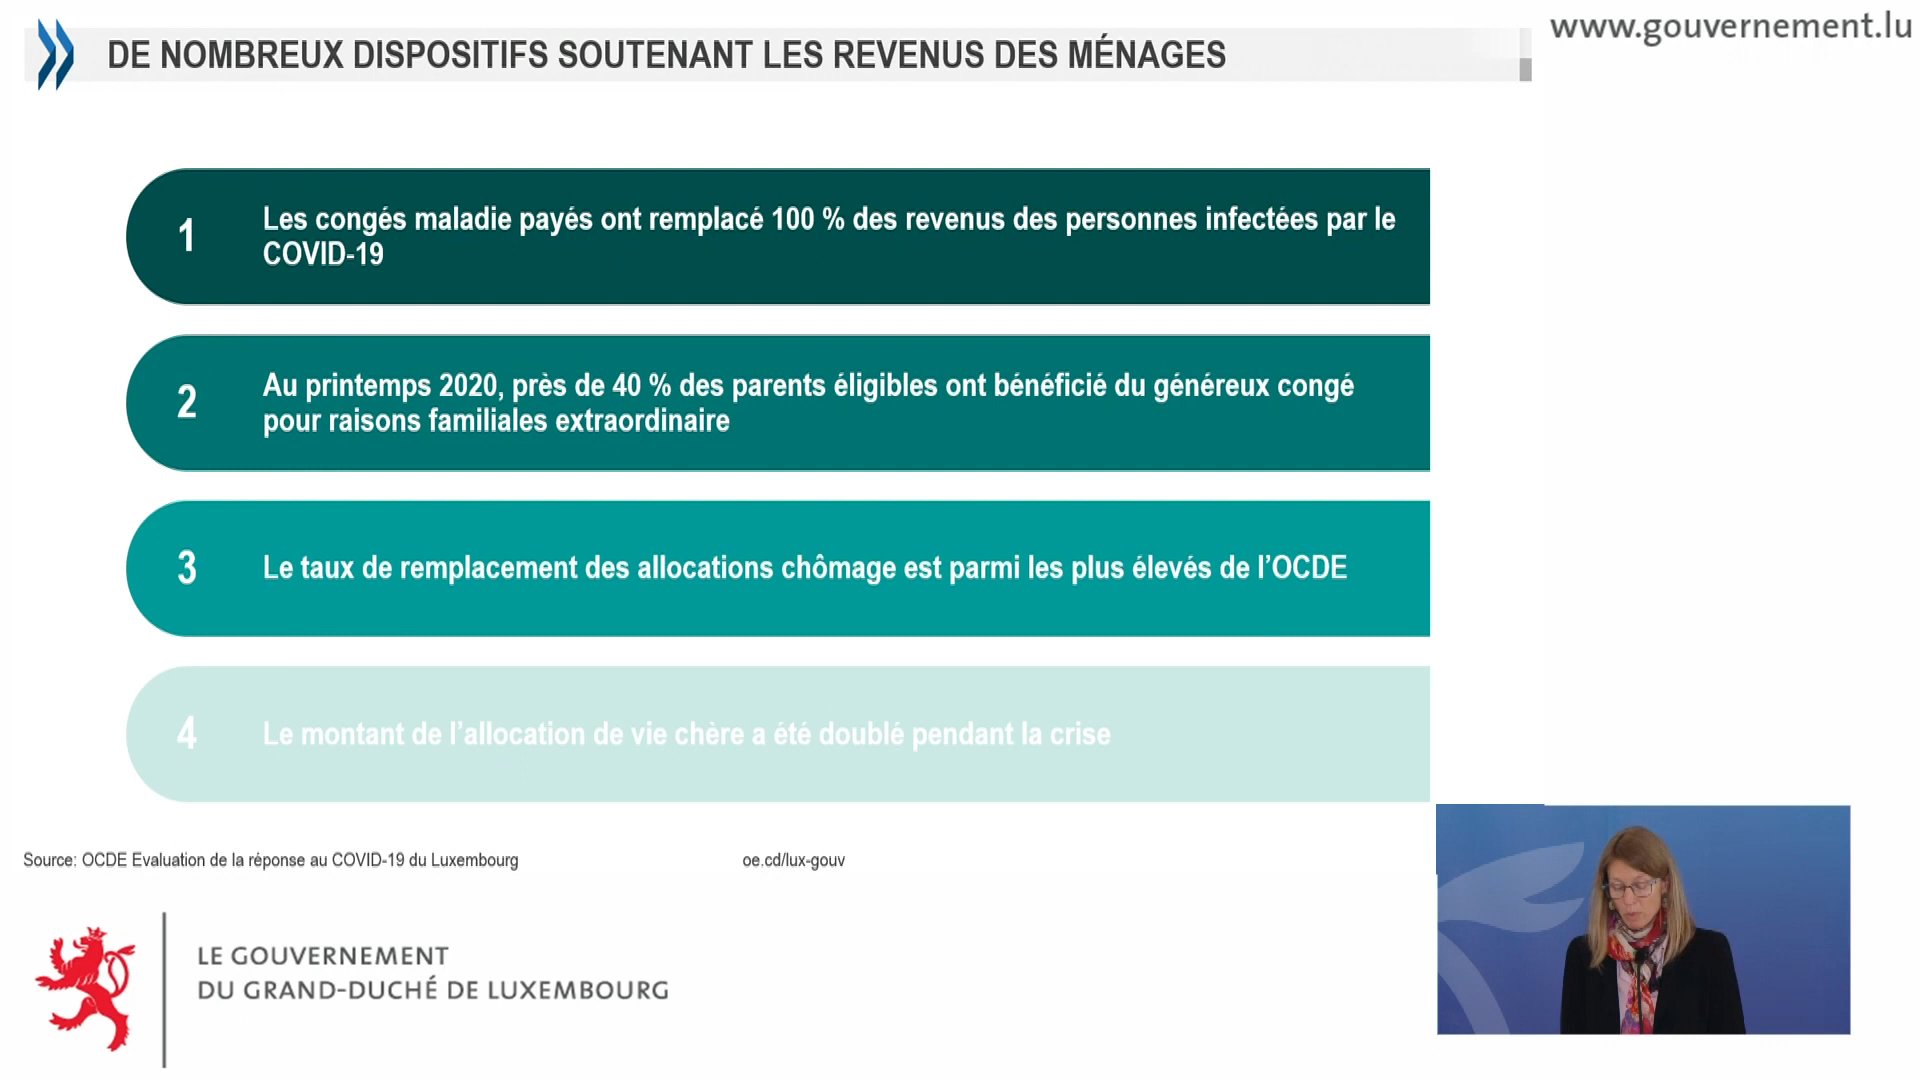 www.gouvernement.lu
DE NOMBREUX DISPOSITIFS SOUTENANT LES REVENUS DES MÉNAGES
1
Les congés maladie payés ont remplacé 100 % des revenus des personnes infectées par le
COVID-19
2
Au printemps 2020, près de 40 % des parents éligibles ont bénéficié du généreux congé
pour raisons familiales extraordinaire
3
Le taux de remplacement des allocations chômage est parmi les plus élevés de l’OCDE
4
Le montant de l’allocation de vie chère a été doublé pendant la crise
Source: OCDE Evaluation de la réponse au COVID-19 du Luxembourg
oe.cd/lux-gouv
LE GOUVERNEMENT
DU GRAND-DUCHÉ DE LUXEMBOURG